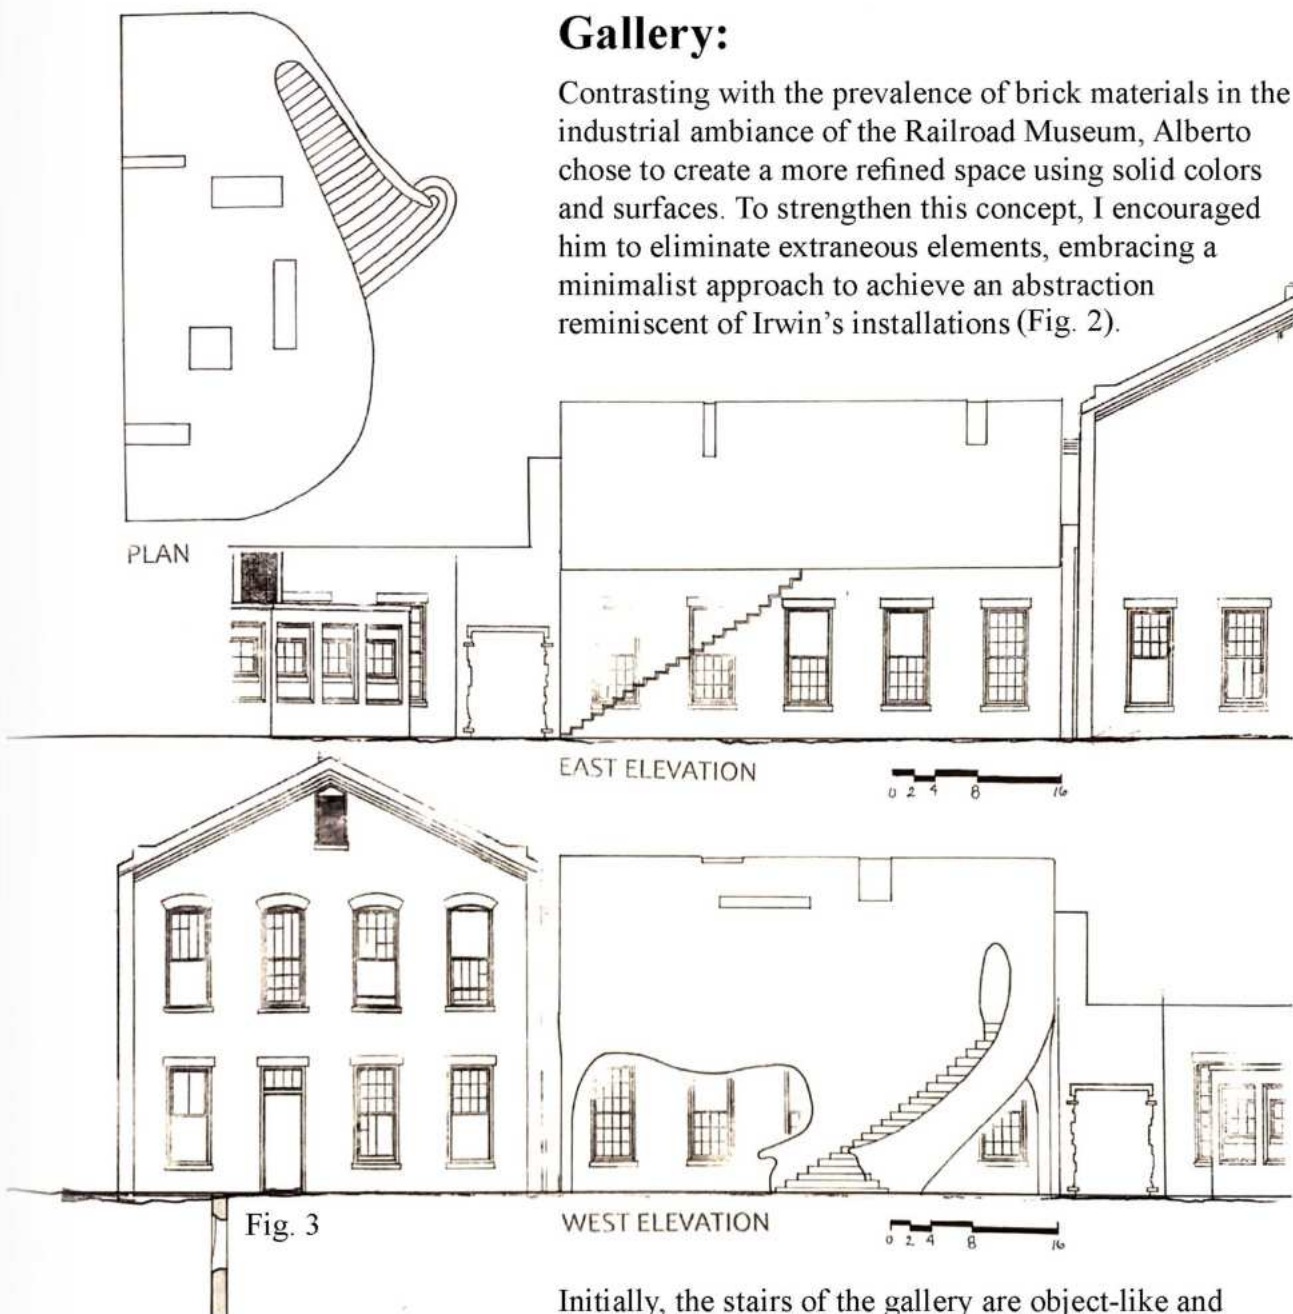 Gallery:
Contrasting with the prevalence of brick materials in the
industrial ambiance of the Railroad Museum, Alberto
chose to create a more refined space using solid colors
and surfaces. To strengthen this concept, I encouraged
him to eliminate extraneous elements, embracing a
minimalist approach to achieve an abstraction
reminiscent of Irwin's installations (Fig. 2).
PLAN
EAST ELEVATION
0 2 4 8 16
Fig. 3
WEST ELEVATION
0 2 4 8 16
Initially, the stairs of the gallery are object-like and